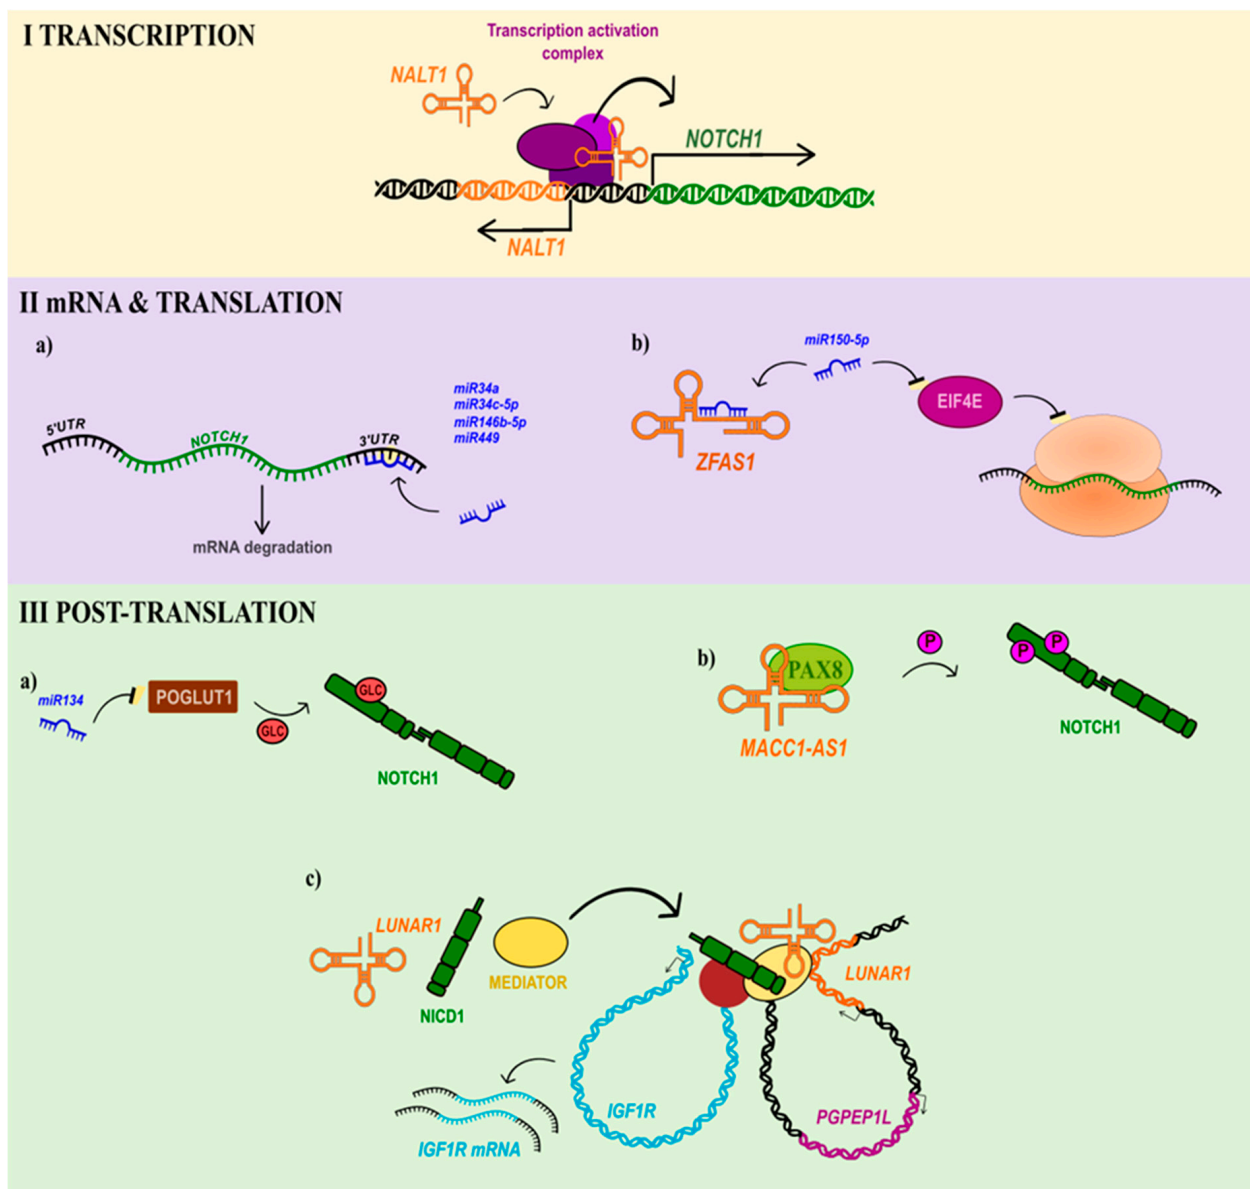 I TRANSCRIPTION
Transcription activation
complex
NALT1
NOTCH1
NALT1
II mRNA & TRANSLATION
a)
miR34a
miR34c-5p
miR146b-5p
miR449
5'UTR
NOTCH1
3'UTR
mRNA degradation
b)
miR150-5p
EIF4E
ZFAS1
III POST-TRANSLATION
a)
miR134
POGLUT1
GLC
GLC
NOTCH1
b)
PAX8
MACC1-AS1
P
P
P
NOTCH1
c)
LUNAR1
NICD1
MEDIATOR
LUNAR1
IGF1R
PGPEP1L
IGF1R mRNA